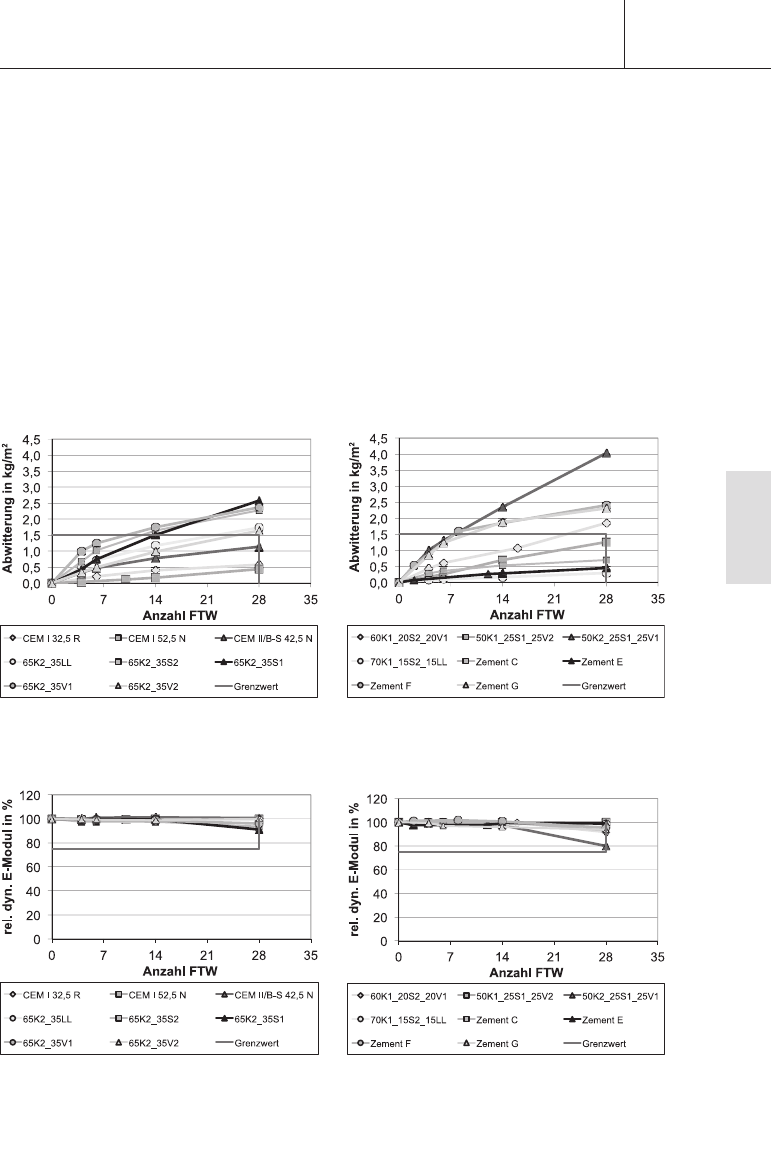 Abwitterung in kg/m²
4,5
4,0
3,5
3,0
2,5
2,0
1,5
1,0
0,5
0,0
0 7 14 21 28 35
Anzahl FTW
CEM I 32,5 R CEM I 52,5 N CEM II/B-S 42,5 N
65K2_35LL 65K2_35S2 65K2_35S1
65K2_35V1 65K2_35V2 Grenzwert
Abwitterung in kg/m²
4,5
4,0
3,5
3,0
2,5
2,0
1,5
1,0
0,5
0,0
0 7 14 21 28 35
Anzahl FTW
60K1_20S2_20V1 50K1_25S1_25V2 50K2_25S1_25V1
70K1_15S2_15LL Zement C Zement E
Zement F Zement G Grenzwert
rel. dyn. E-Modul in %
120
100
80
60
40
20
0
0 7 14 21 28 35
Anzahl FTW
CEM I 32,5 R CEM I 52,5 N CEM II/B-S 42,5 N
65K2_35LL 65K2_35S2 65K2_35S1
65K2_35V1 65K2_35V2 Grenzwert
rel. dyn. E-Modul in %
120
100
80
60
40
20
0
0 7 14 21 28 35
Anzahl FTW
60K1_20S2_20V1 50K1_25S1_25V2 50K2_25S1_25V1
70K1_15S2_15LL Zement C Zement E
Zement F Zement G Grenzwert